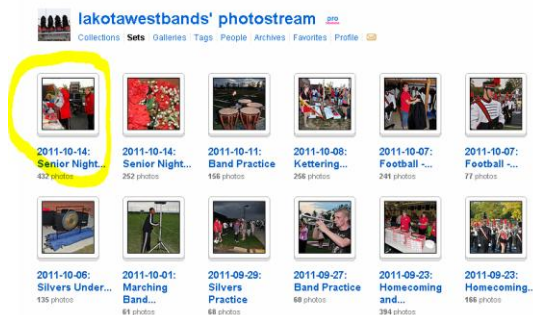 lakotawestbands' photostream pro
Collections Sets Galleries Tags People Archives Favorites Profile
2011-10-14: 2011-10-14: 2011-10-11: 2011-10-08: 2011-10-07: 2011-10-07:
Senior Night... Senior Night... Band Practice Kettering... Football -... Football -...
432 photos 252 photos 156 photos 256 photos 241 photos 77 photos
2011-10-06: 2011-10-01: 2011-09-29: 2011-09-27: 2011-09-23: 2011-09-23:
Silvers Under... Marching Silvers Band Practice Homecoming Homecoming...
135 photos Band... Practice 68 photos and... 166 photos
61 photos 68 photos 394 photos